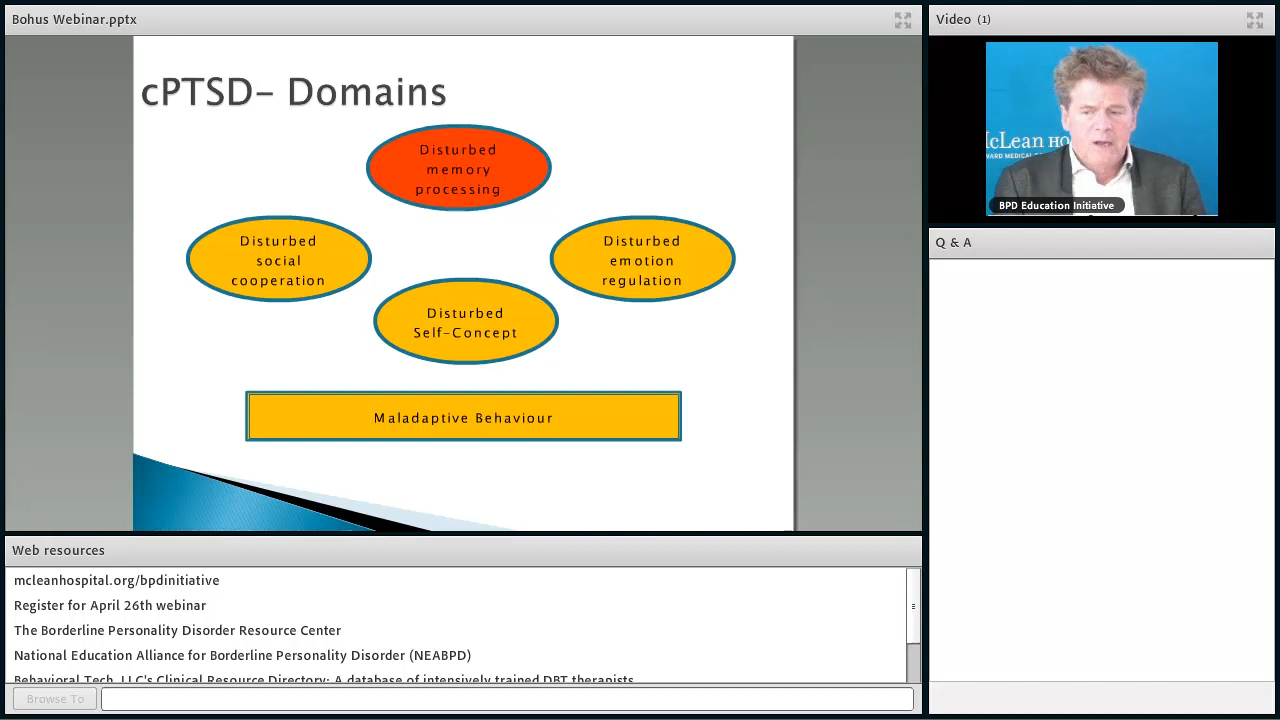 Bohus Webinar.pptx
cPTSD- Domains
Disturbed
memory
processing
Disturbed
social
cooperation
Disturbed
emotion
regulation
Disturbed
Self-Concept
Maladaptive Behaviour
Web resources
mcleanhospital.org/bpdinitiative
Register for April 26th webinar
The Borderline Personality Disorder Resource Center
National Education Alliance for Borderline Personality Disorder (NEABPD)
Behavioral Tech, LLC's Clinical Resource Directory: A database of intensively trained DBT therapists
Browse To
Video (1)
McLean HO
VARD MEDICAL
BPD Education Initiative
Q & A